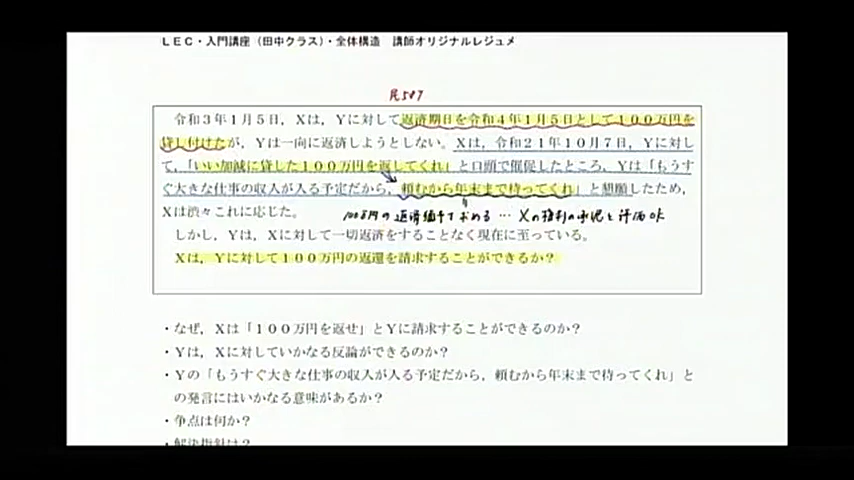 LEC・入門講座（田中クラス）・全体構造　講師オリジナルレジュメ
民587
令和３年１月５日，Ｘは，Ｙに対して返済期日を令和４年１月５日として１００万円を
貸し付けたが，Ｙは一向に返済しようとしない。Ｘは，令和２１年１０月７日，Ｙに対し
て，「いい加減に貸した１００万円を返してくれ」と口頭で催促したところ，Ｙは「もうす
ぐ大きな仕事の収入が入る予定だから，頼むから年末まで待ってくれ」と懇願したため，
Ｘは渋々これに応じた。
100万円の返済猶予を求める … Xの権利の承認と評価OK
しかし，Ｙは，Ｘに対して一切返済をすることなく現在に至っている。
Ｘは，Ｙに対して１００万円の返還を請求することができるか？
・なぜ，Ｘは「１００万円を返せ」とＹに請求することができるのか？
・Ｙは，Ｘに対していかなる反論ができるのか？
・Ｙの「もうすぐ大きな仕事の収入が入る予定だから，頼むから年末まで待ってくれ」と
の発言にはいかなる意味があるか？
・争点は何か？
・解決指針は？